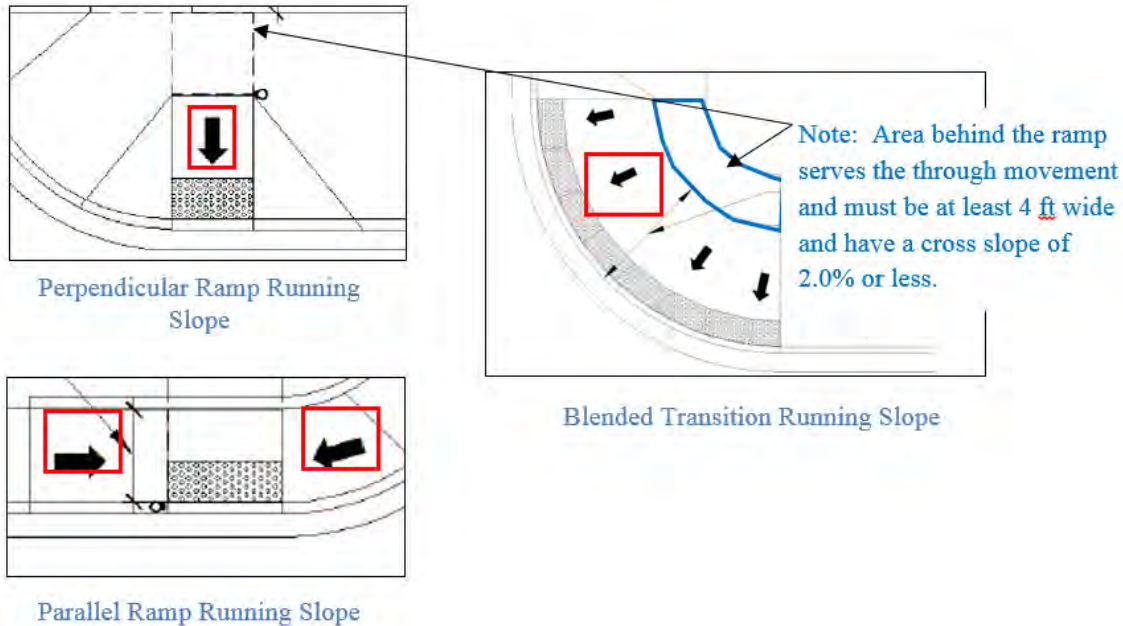 Perpendicular Ramp Running
Slope
Note: Area behind the ramp
serves the through movement
and must be at least 4 ft wide
and have a cross slope of
2.0% or less.
Blended Transition Running Slope
Parallel Ramp Running Slope